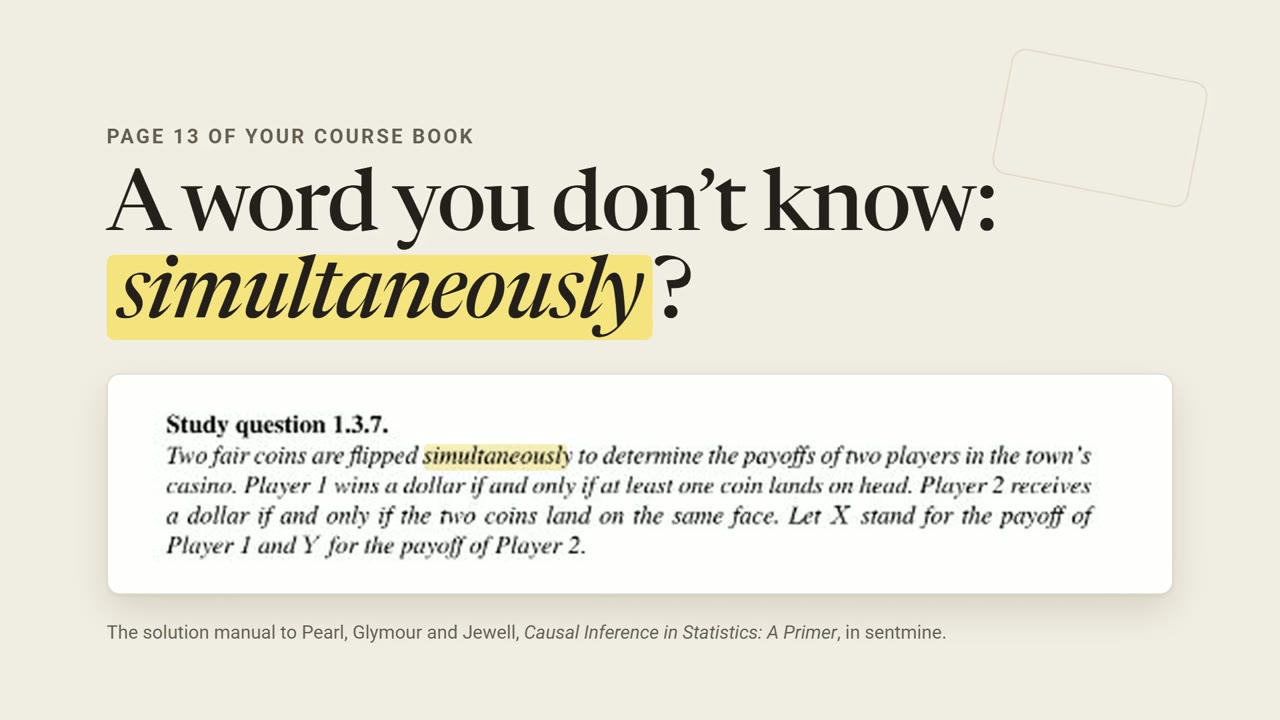 PAGE 13 OF YOUR COURSE BOOK
A word you don’t know:
simultaneously?
Study question 1.3.7.
Two fair coins are flipped simultaneously to determine the payoffs of two players in the town's
casino. Player 1 wins a dollar if and only if at least one coin lands on head. Player 2 receives
a dollar if and only if the two coins land on the same face. Let X stand for the payoff of
Player 1 and Y for the payoff of Player 2.
The solution manual to Pearl, Glymour and Jewell, Causal Inference in Statistics: A Primer, in sentmine.